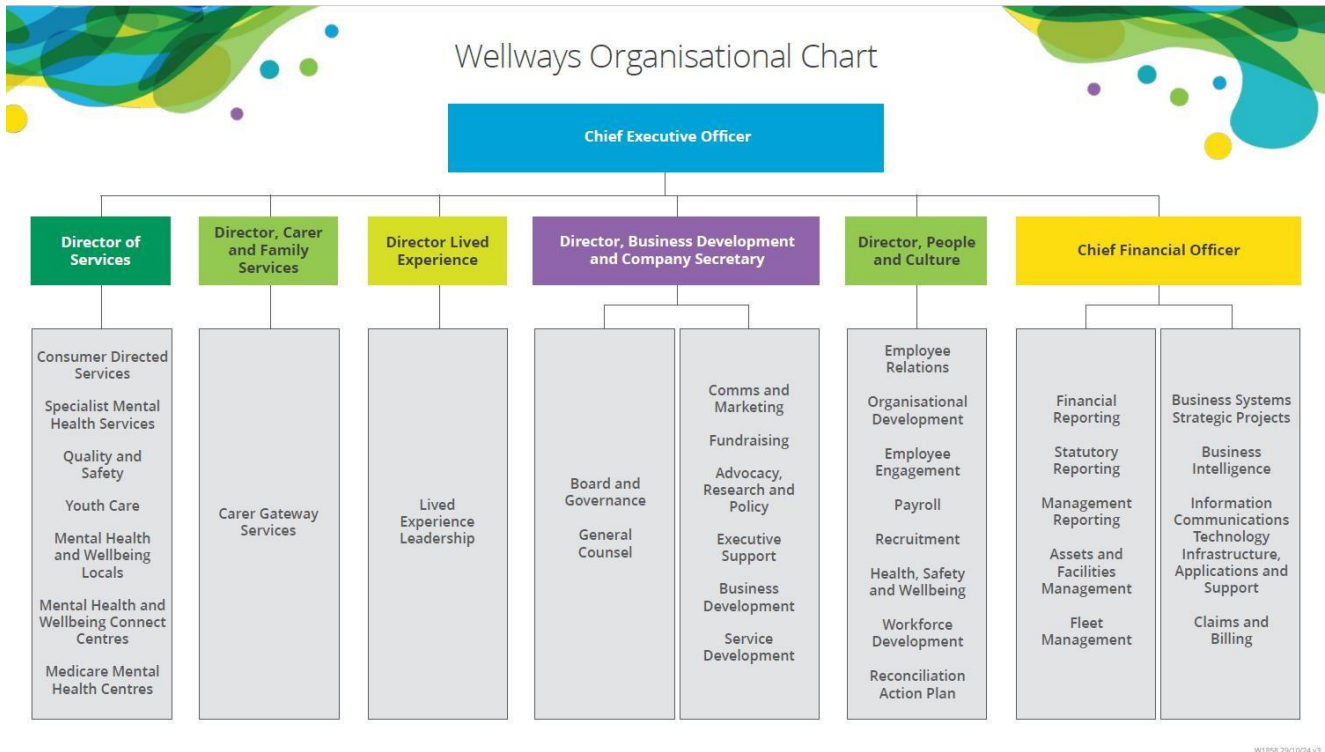 Wellways Organisational Chart
Chief Executive Officer
Director of
Services
Director, Carer
and Family
Services
Director Lived
Experience
Director, Business Development
and Company Secretary
Director, People
and Culture
Chief Financial Officer
Consumer Directed
Services
Specialist Mental
Health Services
Quality and
Safety
Youth Care
Mental Health
and Wellbeing
Locals
Mental Health and
Wellbeing Connect
Centres
Medicare Mental
Health Centres
Carer Gateway
Services
Lived
Experience
Leadership
Board and
Governance
General
Counsel
Comms and
Marketing
Fundraising
Advocacy,
Research and
Policy
Executive
Support
Business
Development
Service
Development
Employee
Relations
Organisational
Development
Employee
Engagement
Payroll
Recruitment
Health, Safety
and Wellbeing
Workforce
Development
Reconciliation
Action Plan
Financial
Reporting
Statutory
Reporting
Management
Reporting
Assets and
Facilities
Management
Fleet
Management
Business Systems
Strategic Projects
Business
Intelligence
Information
Communications
Technology
Infrastructure,
Applications and
Support
Claims and
Billing
W1858 29/10/24 v3